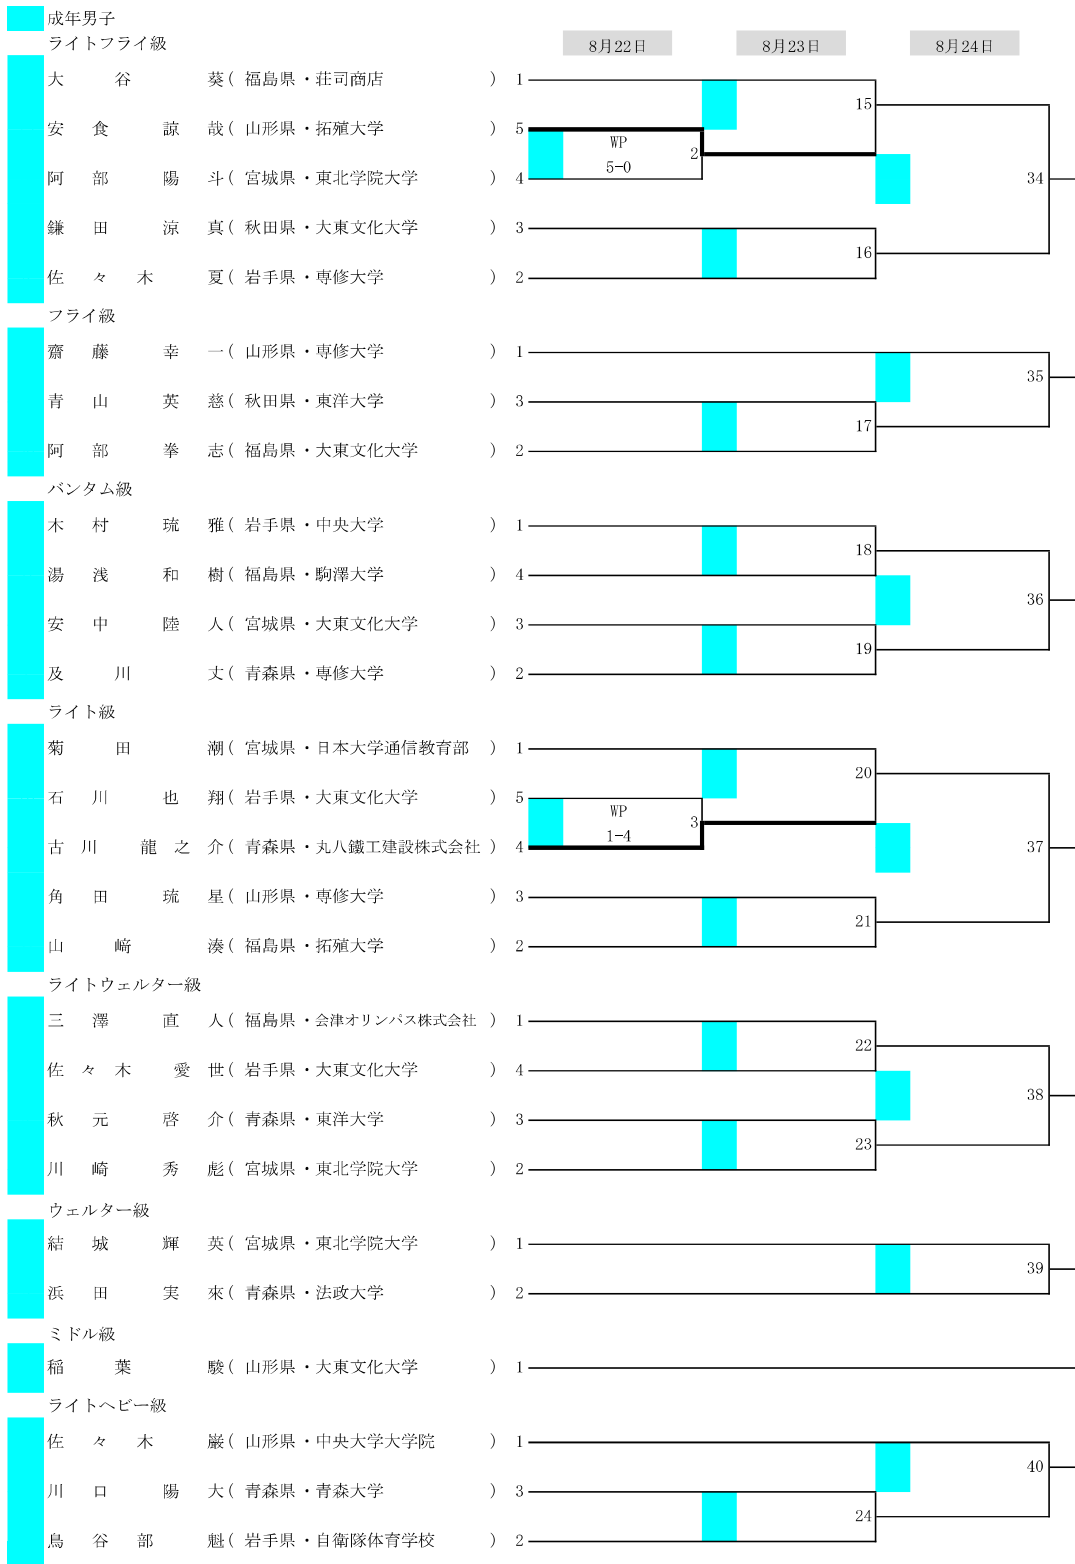 成年男子
ライトフライ級 8月22日 8月23日 8月24日
大谷 葵( 福島県・荘司商店 ) 1
15
安食 諒哉( 山形県・拓殖大学 ) 5
WP 2
5-0
阿部 陽斗( 宮城県・東北学院大学 ) 4 34
鎌田 涼真( 秋田県・大東文化大学 ) 3
16
佐々木 夏( 岩手県・専修大学 ) 2
フライ級
齋藤 幸一( 山形県・専修大学 ) 1
35
青山 英慈( 秋田県・東洋大学 ) 3
17
阿部 拳志( 福島県・大東文化大学 ) 2
バンタム級
木村 琉雅( 岩手県・中央大学 ) 1
18
湯浅 和樹( 福島県・駒澤大学 ) 4
36
安中 陸人( 宮城県・大東文化大学 ) 3
19
及川 丈( 青森県・専修大学 ) 2
ライト級
菊田 潮( 宮城県・日本大学通信教育部 ) 1
20
石川 也翔( 岩手県・大東文化大学 ) 5
WP 3
1-4
古川 龍之介( 青森県・丸八鐵工建設株式会社 ) 4 37
角田 琉星( 山形県・専修大学 ) 3
21
山﨑 湊( 福島県・拓殖大学 ) 2
ライトウェルター級
三澤 直人( 福島県・会津オリンパス株式会社 ) 1
22
佐々木 愛世( 岩手県・大東文化大学 ) 4
38
秋元 啓介( 青森県・東洋大学 ) 3
23
川崎 秀彪( 宮城県・東北学院大学 ) 2
ウェルター級
結城 輝英( 宮城県・東北学院大学 ) 1
39
浜田 実來( 青森県・法政大学 ) 2
ミドル級
稲葉 駿( 山形県・大東文化大学 ) 1
ライトヘビー級
佐々木 巌( 山形県・中央大学大学院 ) 1
40
川口 陽大( 青森県・青森大学 ) 3
24
鳥谷部 魁( 岩手県・自衛隊体育学校 ) 2